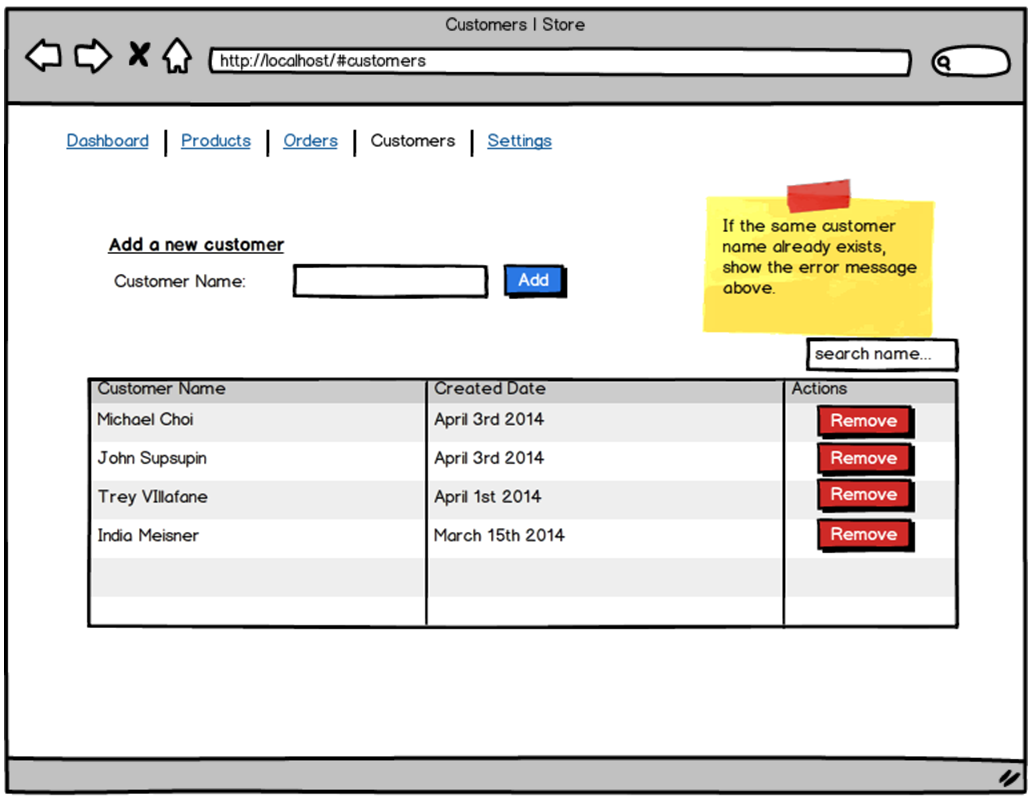 Customers | Store
http://localhost/#customers
Dashboard Products Orders Customers Settings
If the same customer
name already exists,
show the error message
above.
Add a new customer
Customer Name: Add
search name...
Customer Name Created Date Actions
Michael Choi April 3rd 2014 Remove
John Supsupin April 3rd 2014 Remove
Trey VIllafane April 1st 2014 Remove
India Meisner March 15th 2014 Remove